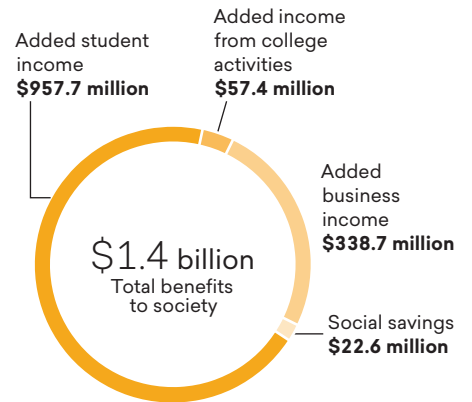 Added student
income
$957.7 million
Added income
from college
activities
$57.4 million
Added
business
income
$338.7 million
$1.4 billion
Total benefits
to society
Social savings
$22.6 million